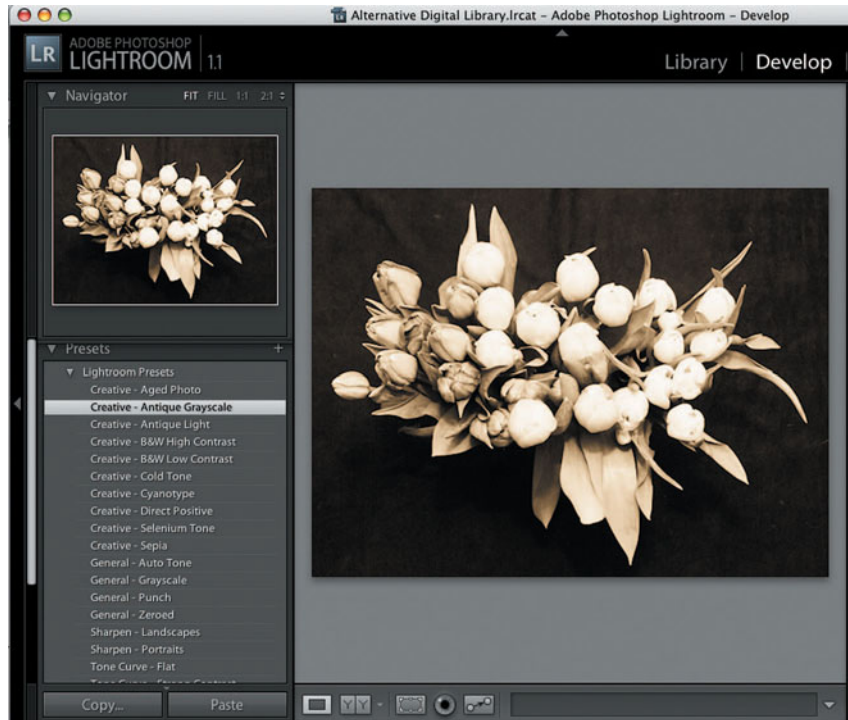 Alternative Digital Library.lrcat – Adobe Photoshop Lightroom – Develop
LR ADOBE PHOTOSHOP
LIGHTROOM 1.1
Library | Develop
Navigator FIT FILL 1:1 2:1
Presets +
Lightroom Presets
Creative - Aged Photo
Creative - Antique Grayscale
Creative - Antique Light
Creative - B&W High Contrast
Creative - B&W Low Contrast
Creative - Cold Tone
Creative - Cyanotype
Creative - Direct Positive
Creative - Selenium Tone
Creative - Sepia
General - Auto Tone
General - Grayscale
General - Punch
General - Zeroed
Sharpen - Landscapes
Sharpen - Portraits
Tone Curve - Flat
Copy... Paste
YY